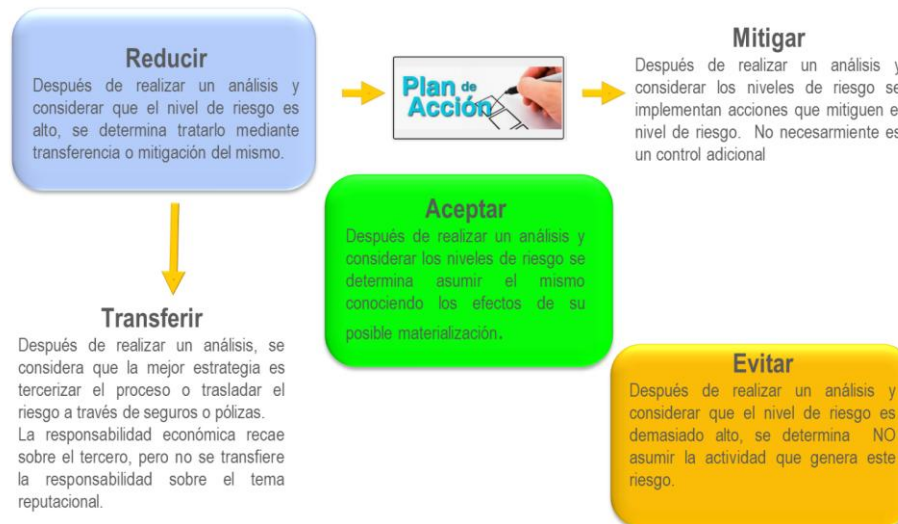 Reducir
Después de realizar un análisis y
considerar que el nivel de riesgo es
alto, se determina tratarlo mediante
transferencia o mitigación del mismo.
Plan de
Acción
Mitigar
Después de realizar un análisis y
considerar los niveles de riesgo se
implementan acciones que mitiguen e
nivel de riesgo. No necesarmiente es
un control adicional
Aceptar
Después de realizar un análisis y
considerar los niveles de riesgo se
determina asumir el mismo
conociendo los efectos de su
posible materialización.
Transferir
Después de realizar un análisis, se
considera que la mejor estrategia es
tercerizar el proceso o trasladar el
riesgo a través de seguros o pólizas.
La responsabilidad económica recae
sobre el tercero, pero no se transfiere
la responsabilidad sobre el tema
reputacional.
Evitar
Después de realizar un análisis y
considerar que el nivel de riesgo es
demasiado alto, se determina NO
asumir la actividad que genera este
riesgo.